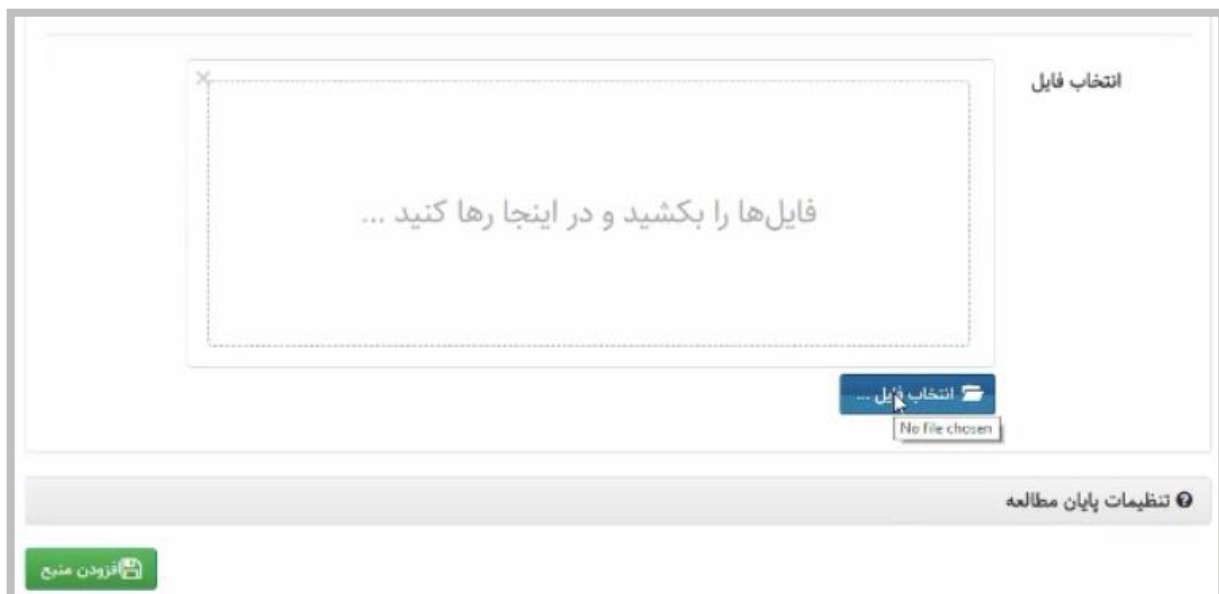 انتخاب فایل
فایل‌ها را بکشید و در اینجا رها کنید ...
انتخاب فایل ...
No file chosen
تنظیمات پایان مطالعه
افزودن منبع